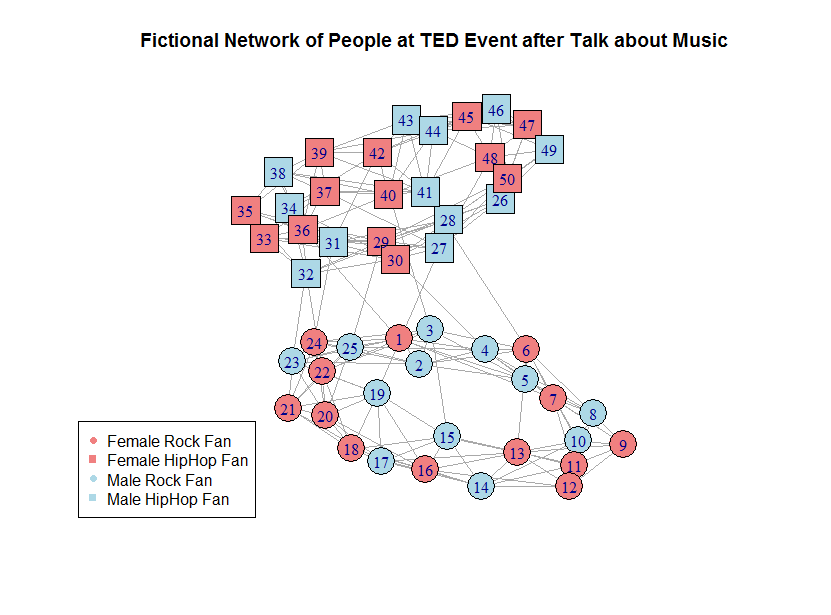 Fictional Network of People at TED Event after Talk about Music
43 44 45 46 47
39 42 48 49
38 37 40 41 50 26
35 34 36 28
33 31 29 30 27
32
24 25 1 3 4 6
23 22 2 5
19 7
21 20 15 8
18 17 16 13 10 9
14 11
12
Female Rock Fan
Female HipHop Fan
Male Rock Fan
Male HipHop Fan